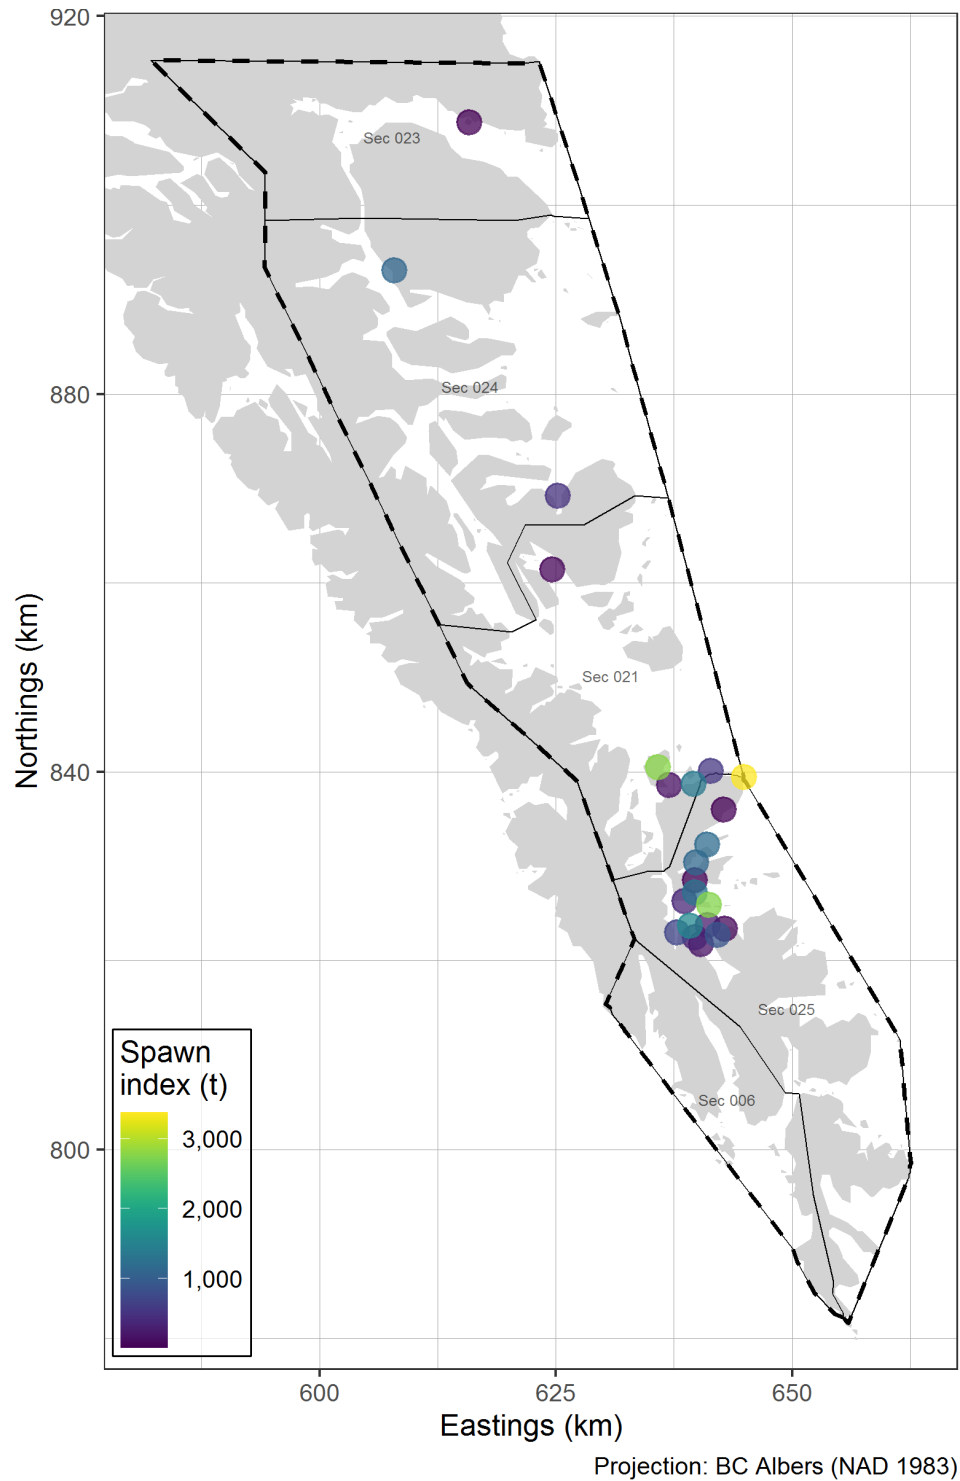 920
Sec 023
Sec 024
880
Sec 021
840
Sec 025
Sec 006
800
Northings (km)
Spawn
index (t)
3,000
2,000
1,000
600
625
650
Eastings (km)
Projection: BC Albers (NAD 1983)